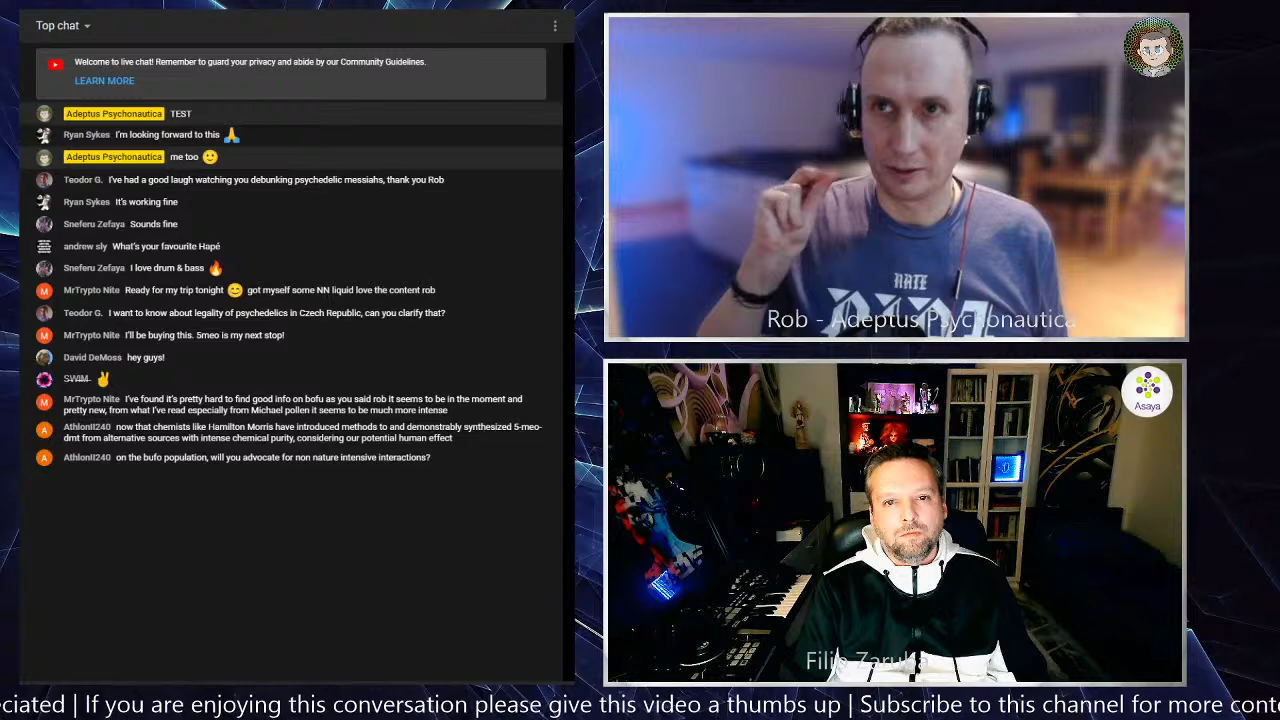 Top chat
Welcome to live chat! Remember to guard your privacy and abide by our Community Guidelines.
LEARN MORE
Adeptus Psychonautica TEST
Ryan Sykes I'm looking forward to this
Adeptus Psychonautica me too
Teodor G. I've had a good laugh watching you debunking psychedelic messiahs, thank you Rob
Ryan Sykes It's working fine
Sneferu Zefaya Sounds fine
andrew sly What's your favourite Hapé
Sneferu Zefaya I love drum & bass
MrTrypto Nite Ready for my trip tonight got myself some NN liquid love the content rob
Teodor G. I want to know about legality of psychedelics in Czech Republic, can you clarify that?
MrTrypto Nite I'll be buying this. 5meo is my next stop!
David DeMoss hey guys!
SWIM
MrTrypto Nite I've found it's pretty hard to find good info on bofu as you said rob it seems to be in the moment and
pretty new, from what I've read especially from Michael pollen it seems to be much more intense
AthlonII240 now that chemists like Hamilton Morris have introduced methods to and demonstrably synthesized 5-meo-
dmt from alternative sources with intense chemical purity, considering our potential human effect
AthlonII240 on the bufo population, will you advocate for non nature intensive interactions?
HATE
Rob - Adeptus Psychonautica
Asaya
Filip Zaruba
ciated | If you are enjoying this conversation please give this video a thumbs up | Subscribe to this channel for more conte